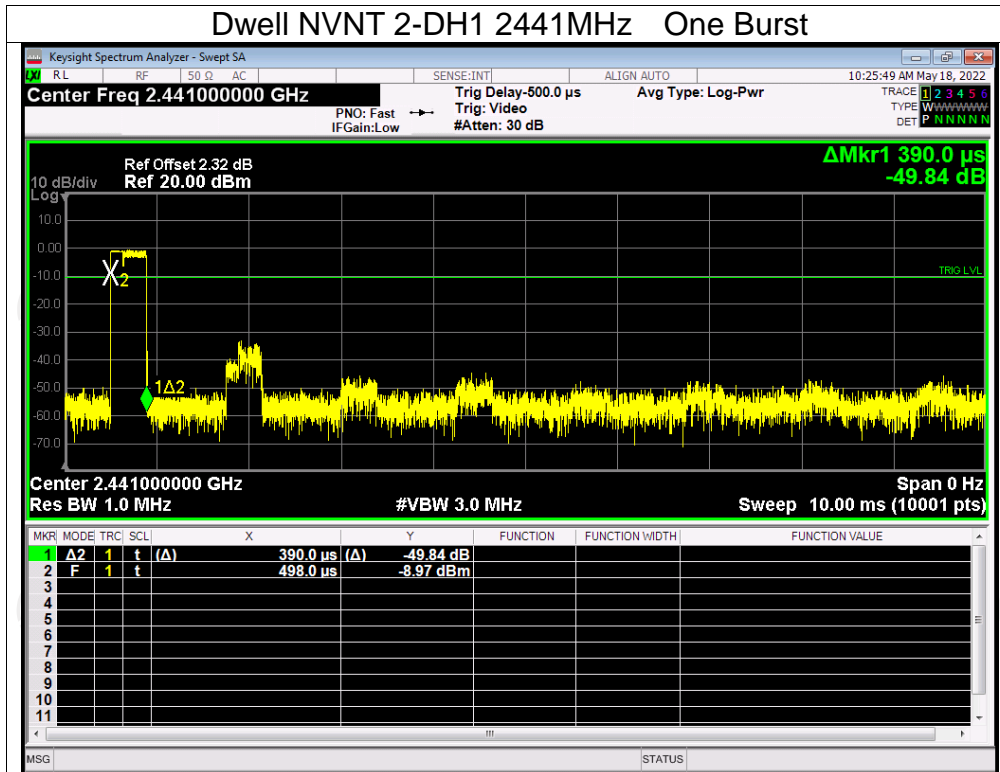 Dwell NVNT 2-DH1 2441MHz One Burst
Keysight Spectrum Analyzer - Swept SA
LXI RL RF 50 Ω AC SENSE:INT ALIGN AUTO 10:25:49 AM May 18, 2022
Center Freq 2.441000000 GHz
PNO: Fast
IFGain:Low
Trig Delay-500.0 µs
Trig: Video
#Atten: 30 dB
Avg Type: Log-Pwr
TRACE 1 2 3 4 5 6
TYPE WWWWWW
DET P N N N N N
ΔMkr1 390.0 µs
-49.84 dB
Ref Offset 2.32 dB
10 dB/div Ref 20.00 dBm
Log
10.0
0.00
-10.0
-20.0
-30.0
-40.0
-50.0
-60.0
-70.0
X2
1Δ2
TRIG LVL
Center 2.441000000 GHz Span 0 Hz
Res BW 1.0 MHz #VBW 3.0 MHz Sweep 10.00 ms (10001 pts)
MKR MODE TRC SCL X Y FUNCTION FUNCTION WIDTH FUNCTION VALUE
1 Δ2 1 t (Δ) 390.0 µs (Δ) -49.84 dB
2 F 1 t 498.0 µs -8.97 dBm
3
4
5
6
7
8
9
10
11
MSG STATUS